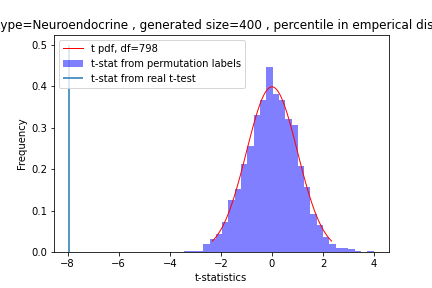 ype=Neuroendocrine , generated size=400 , percentile in emperical dis
t pdf, df=798
t-stat from permutation labels
t-stat from real t-test
Frequency
0.5
0.4
0.3
0.2
0.1
0.0
−8 −6 −4 −2 0 2 4
t-statistics